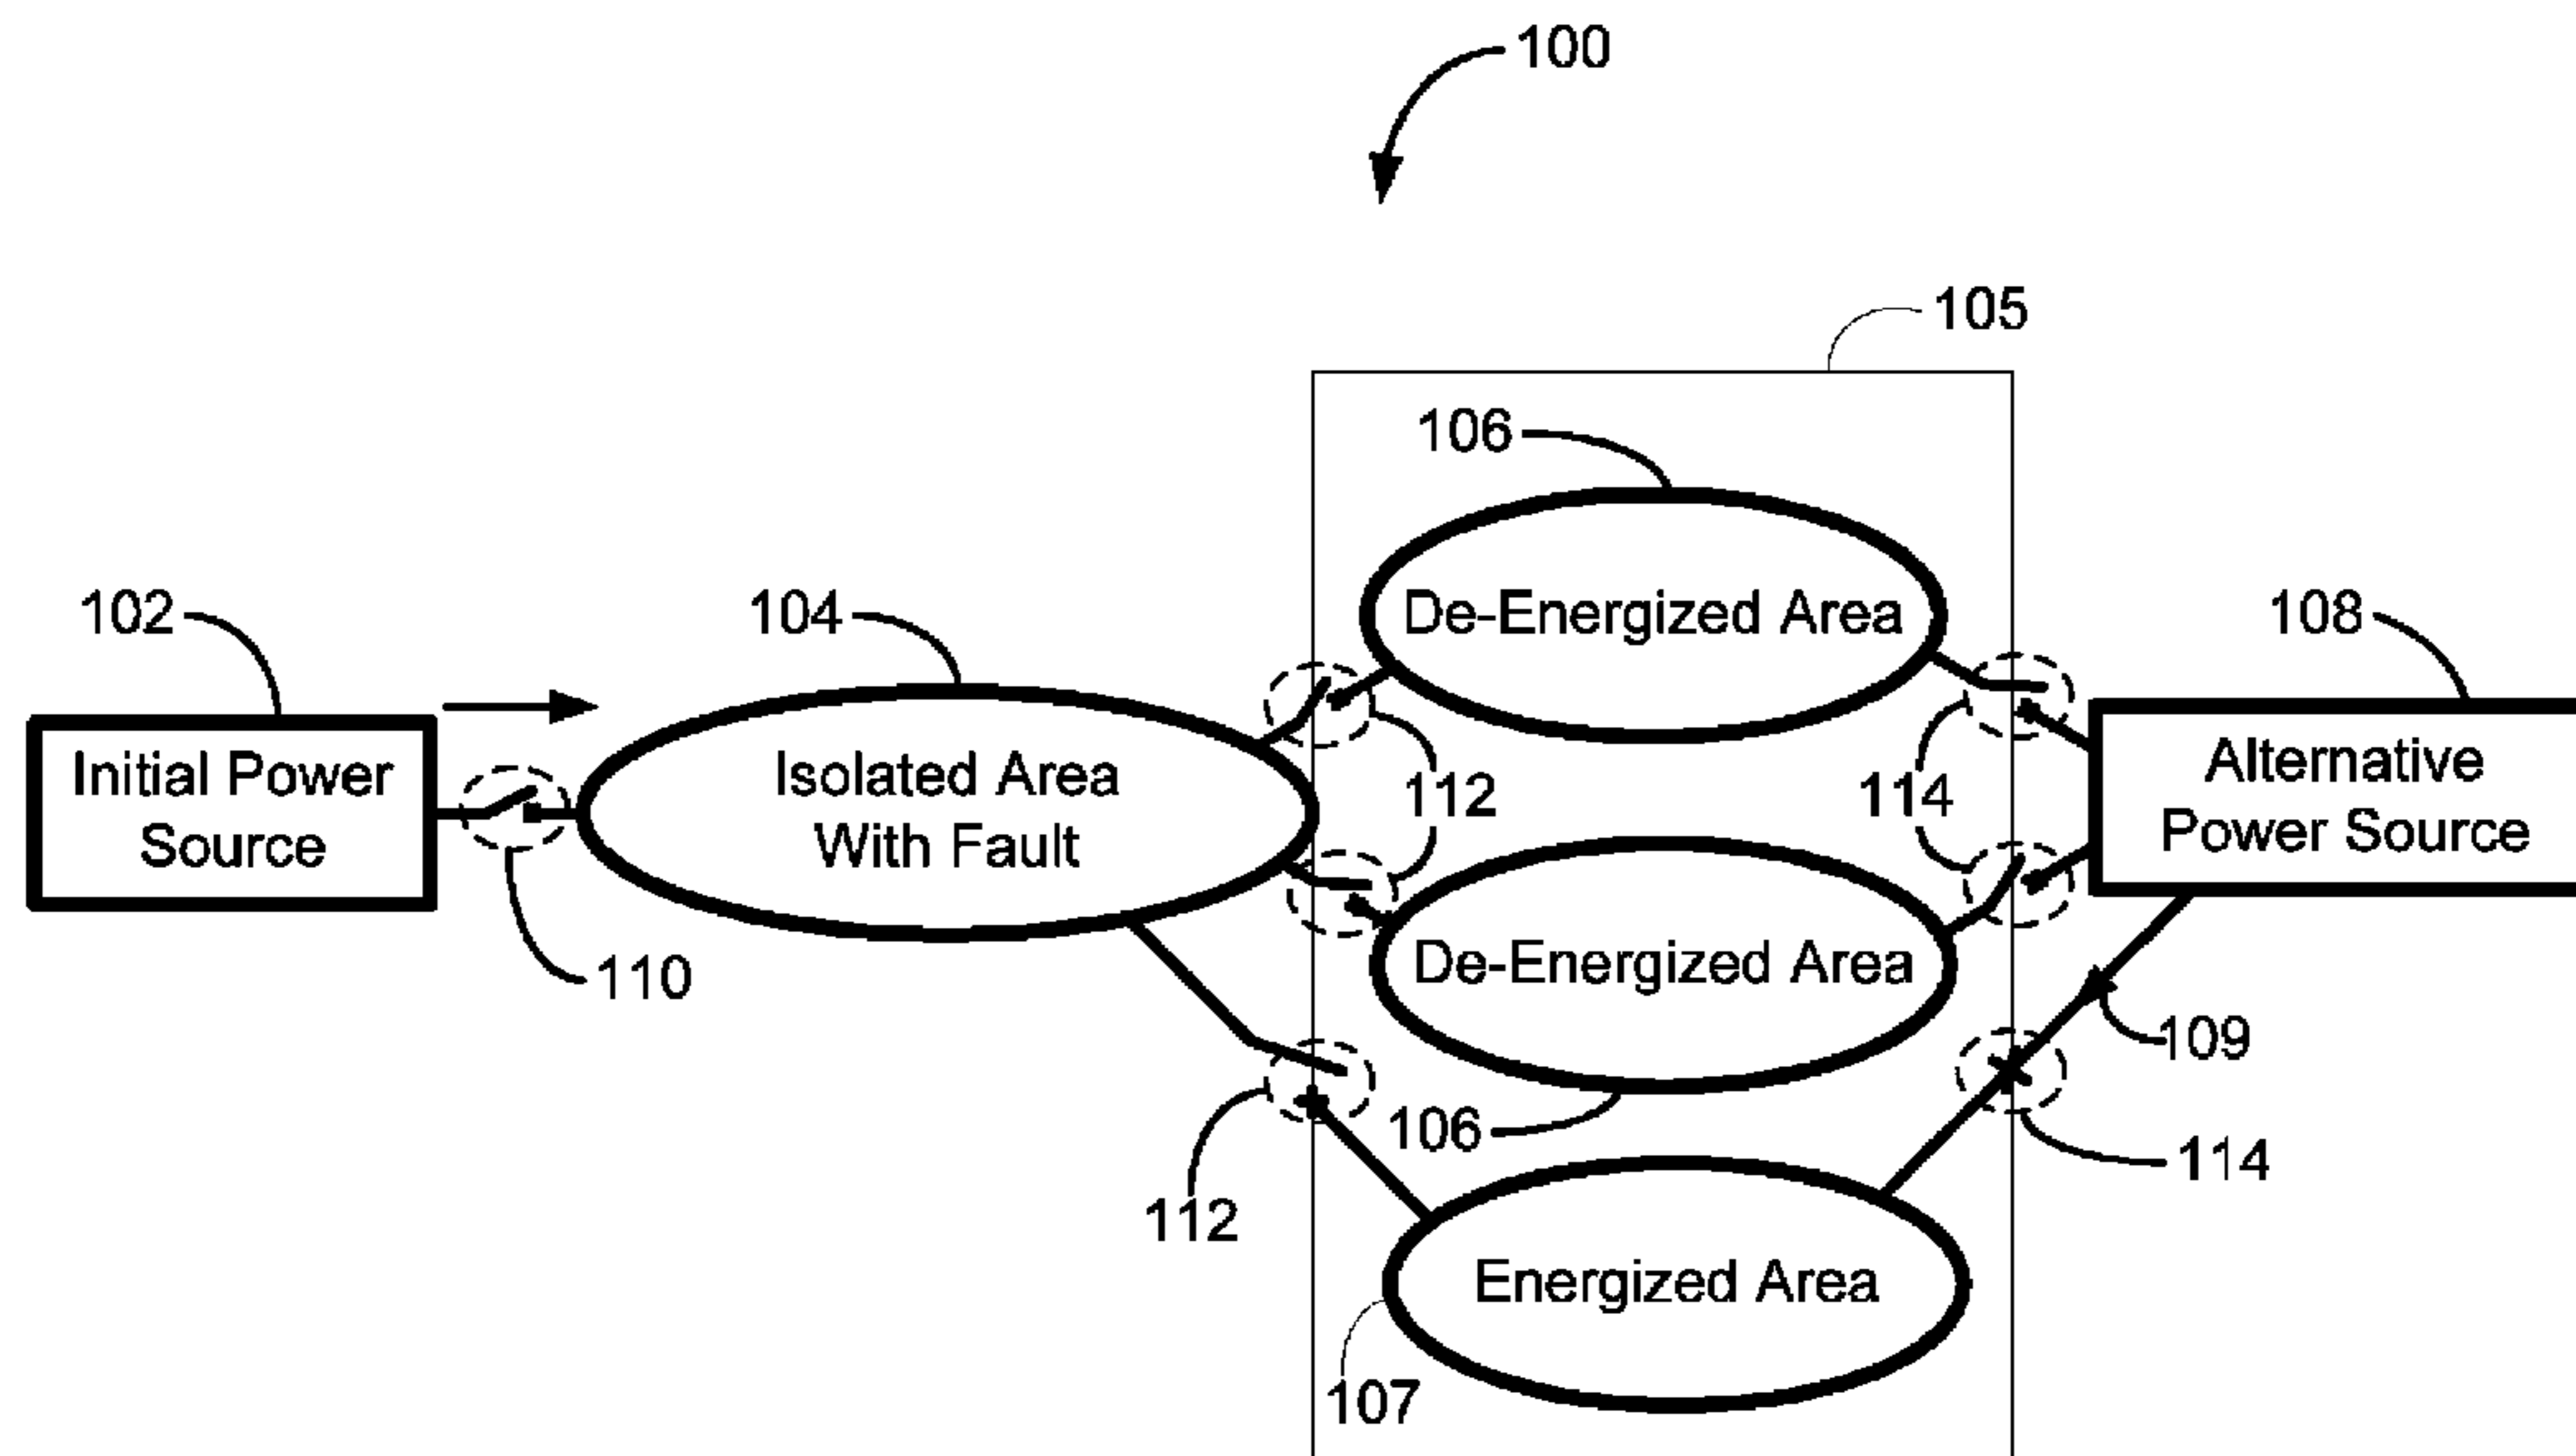 100
105
106
De-Energized Area
102
104
108
Initial Power
Source
Isolated Area
With Fault
112
114
Alternative
Power Source
110
De-Energized Area
109
106
112
114
Energized Area
107